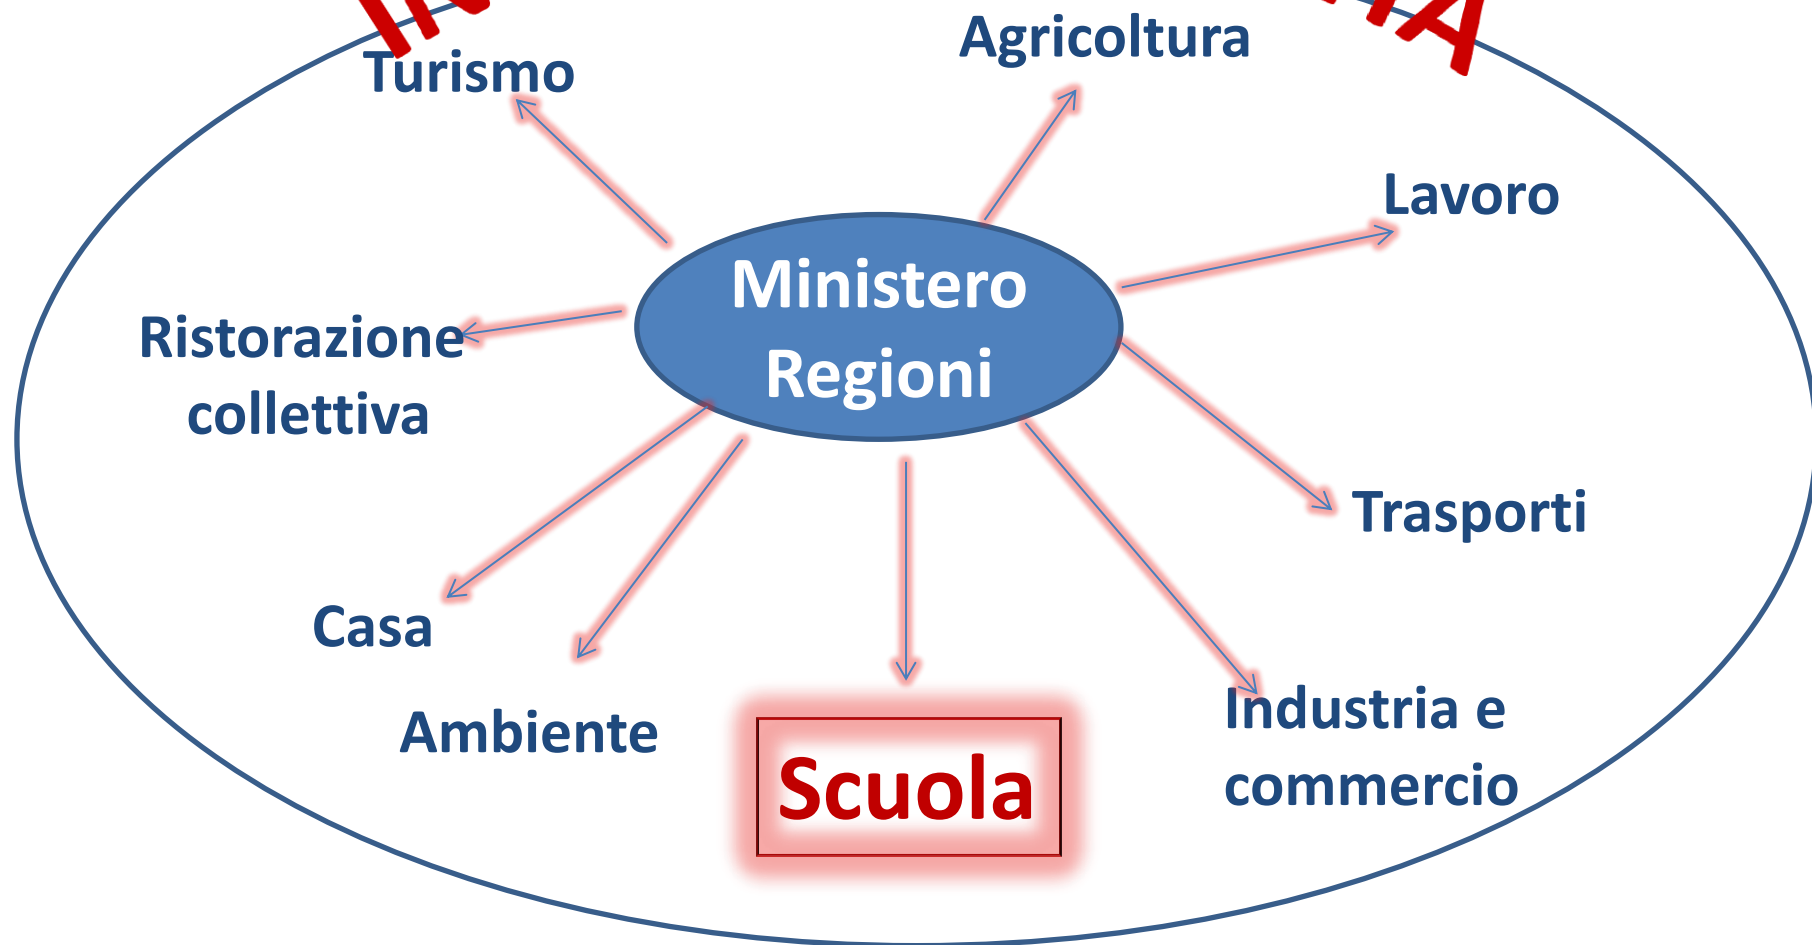 Turismo
Agricoltura
Lavoro
Ministero
Regioni
Ristorazione
collettiva
Trasporti
Casa
Ambiente
Scuola
Industria e
commercio